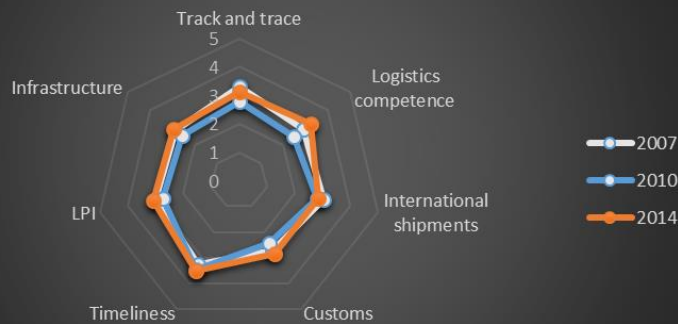 Track and trace
5
4
3
2
1
0
Infrastructure
Logistics
competence
2007
2010
2014
International
shipments
LPI
Timeliness
Customs